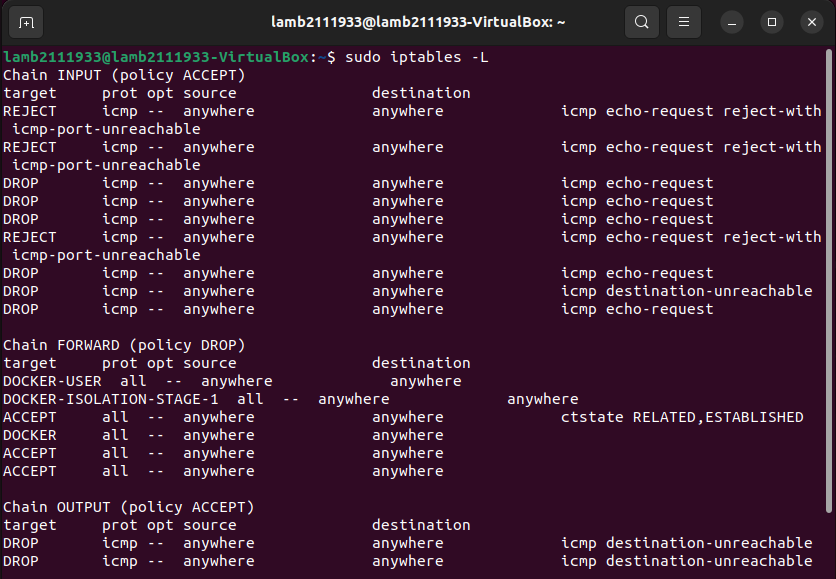 lamb2111933@lamb2111933-VirtualBox: ~
lamb2111933@lamb2111933-VirtualBox:~$ sudo iptables -L
Chain INPUT (policy ACCEPT)
target     prot opt source               destination
REJECT     icmp --  anywhere             anywhere             icmp echo-request reject-with
 icmp-port-unreachable
REJECT     icmp --  anywhere             anywhere             icmp echo-request reject-with
 icmp-port-unreachable
DROP       icmp --  anywhere             anywhere             icmp echo-request
DROP       icmp --  anywhere             anywhere             icmp echo-request
DROP       icmp --  anywhere             anywhere             icmp echo-request
REJECT     icmp --  anywhere             anywhere             icmp echo-request reject-with
 icmp-port-unreachable
DROP       icmp --  anywhere             anywhere             icmp echo-request
DROP       icmp --  anywhere             anywhere             icmp destination-unreachable
DROP       icmp --  anywhere             anywhere             icmp echo-request

Chain FORWARD (policy DROP)
target     prot opt source               destination
DOCKER-USER  all  --  anywhere             anywhere
DOCKER-ISOLATION-STAGE-1  all  --  anywhere             anywhere
ACCEPT     all  --  anywhere             anywhere             ctstate RELATED,ESTABLISHED
DOCKER     all  --  anywhere             anywhere
ACCEPT     all  --  anywhere             anywhere
ACCEPT     all  --  anywhere             anywhere

Chain OUTPUT (policy ACCEPT)
target     prot opt source               destination
DROP       icmp --  anywhere             anywhere             icmp destination-unreachable
DROP       icmp --  anywhere             anywhere             icmp destination-unreachable